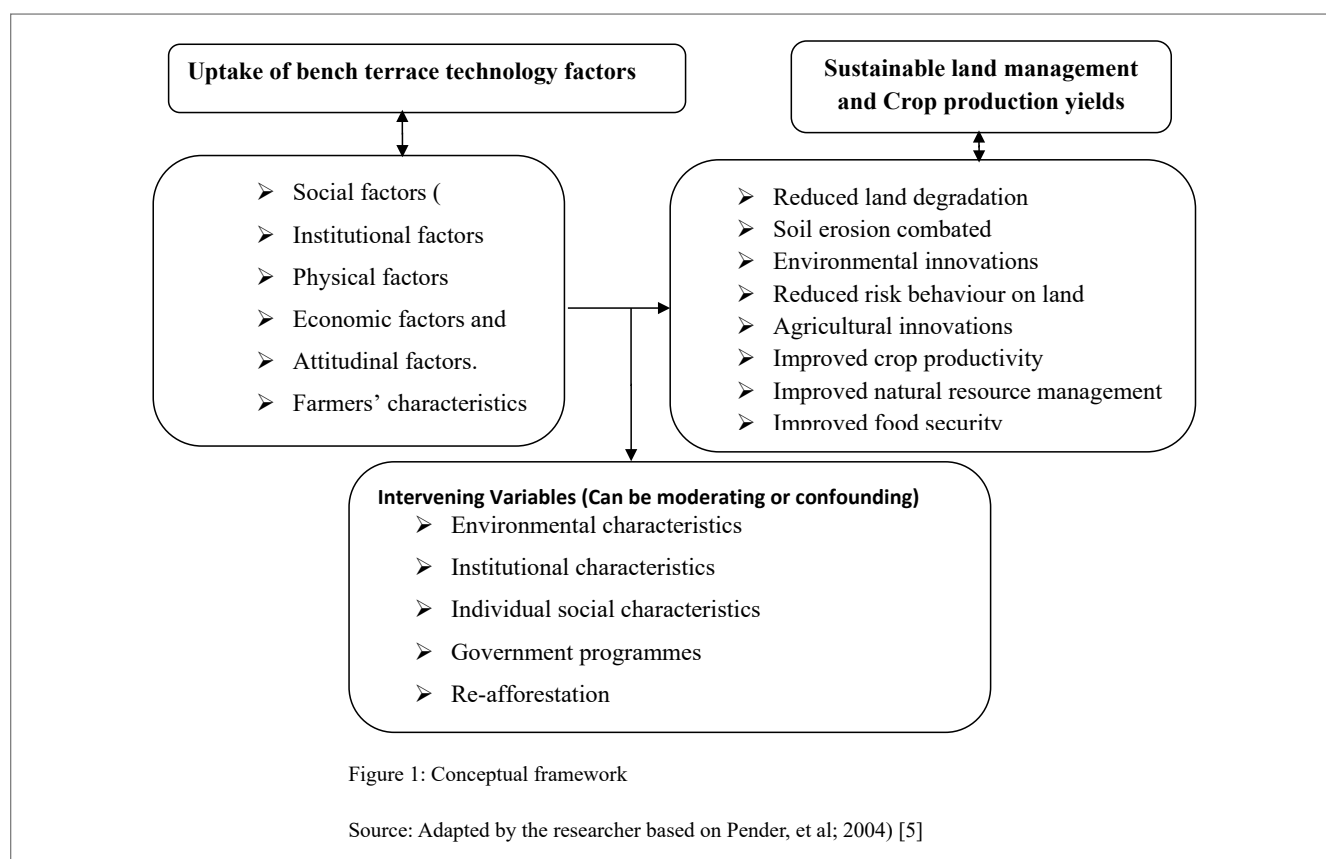 Uptake of bench terrace technology factors
Sustainable land management
and Crop production yields
➢ Social factors (
➢ Institutional factors
➢ Physical factors
➢ Economic factors and
➢ Attitudinal factors.
➢ Farmers’ characteristics
➢ Reduced land degradation
➢ Soil erosion combated
➢ Environmental innovations
➢ Reduced risk behaviour on land
➢ Agricultural innovations
➢ Improved crop productivity
➢ Improved natural resource management
➢ Improved food security
Intervening Variables (Can be moderating or confounding)
➢ Environmental characteristics
➢ Institutional characteristics
➢ Individual social characteristics
➢ Government programmes
➢ Re-afforestation
Figure 1: Conceptual framework
Source: Adapted by the researcher based on Pender, et al; 2004) [5]